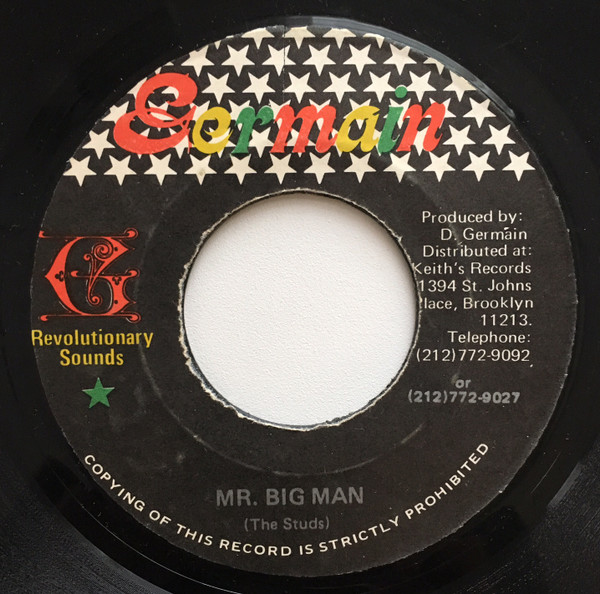 Germain
G
Revolutionary
Sounds
Produced by:
D. Germain
Distributed at:
Keith's Records
1394 St. Johns
Place, Brooklyn
11213.
Telephone:
(212)772-9092
or
(212)772-9027
MR. BIG MAN
(The Studs)
COPYING OF THIS RECORD IS STRICTLY PROHIBITED